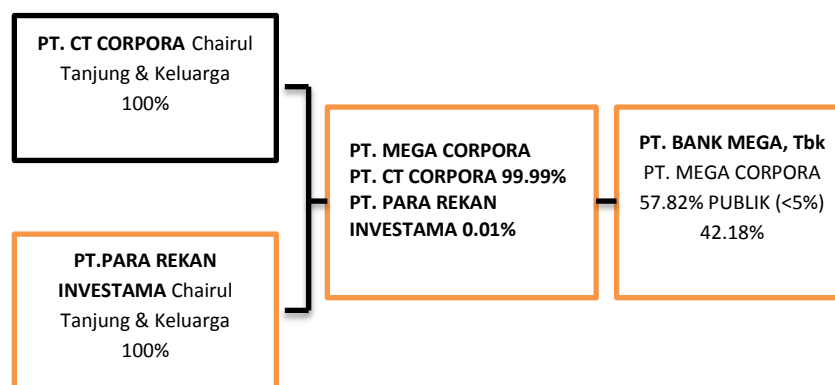 PT. CT CORPORA Chairul
Tanjung & Keluarga
100%
PT.PARA REKAN
INVESTAMA Chairul
Tanjung & Keluarga
100%
PT. MEGA CORPORA
PT. CT CORPORA 99.99%
PT. PARA REKAN
INVESTAMA 0.01%
PT. BANK MEGA, Tbk
PT. MEGA CORPORA
57.82% PUBLIK (<5%)
42.18%